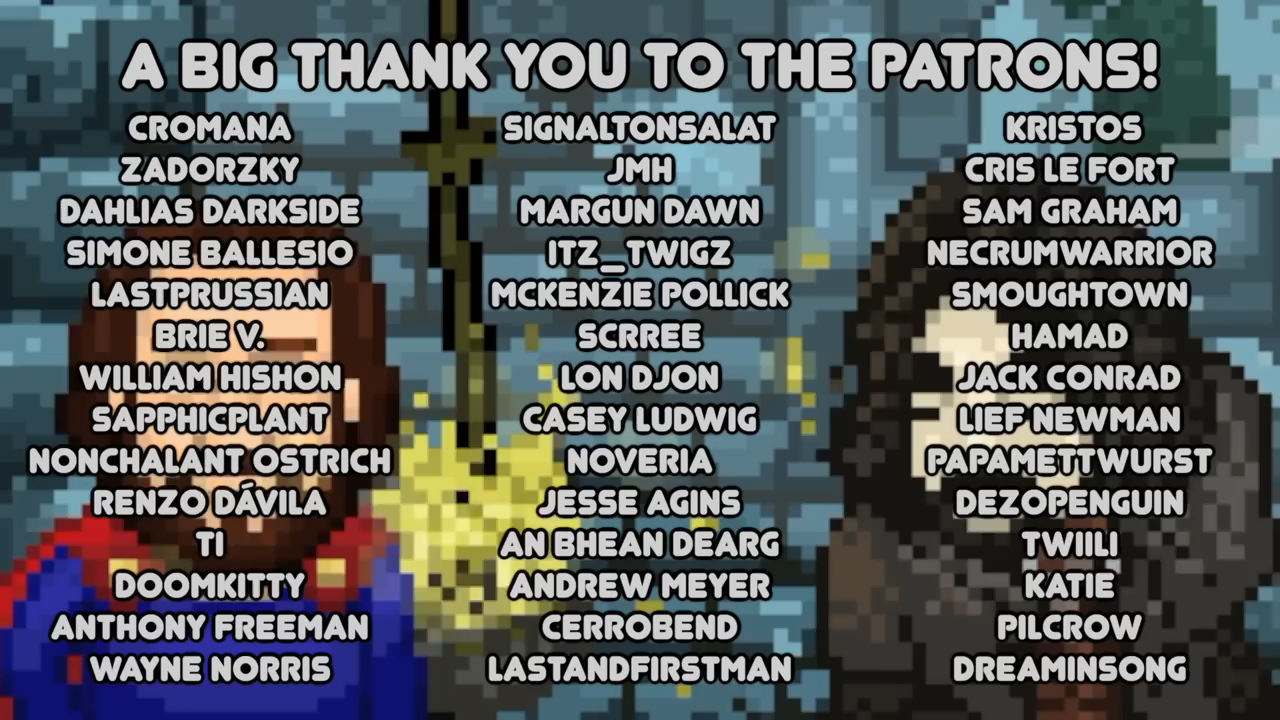 A BIG THANK YOU TO THE PATRONS!
CROMANA
ZADORZKY
DAHLIAS DARKSIDE
SIMONE BALLESIO
LASTPRUSSIAN
BRIE V.
WILLIAM HISHON
SAPPHICPLANT
NONCHALANT OSTRICH
RENZO DÁVILA
TI
DOOMKITTY
ANTHONY FREEMAN
WAYNE NORRIS
SIGNALTONSALAT
JMH
MARGUN DAWN
ITZ_TWIGZ
MCKENZIE POLLICK
SCRREE
LON DJON
CASEY LUDWIG
NOVERIA
JESSE AGINS
AN BHEAN DEARG
ANDREW MEYER
CERROBEND
LASTANDFIRSTMAN
KRISTOS
CRIS LE FORT
SAM GRAHAM
NECRUMWARRIOR
SMOUGHTOWN
HAMAD
JACK CONRAD
LIEF NEWMAN
PAPAMETTWURST
DEZOPENGUIN
TWIILI
KATIE
PILCROW
DREAMINSONG